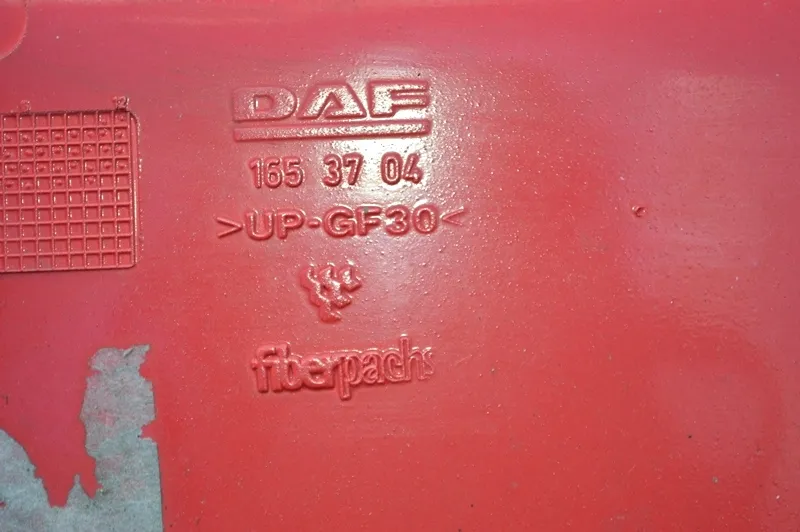 DAF
165 37 04
>UP-GF30<
fiberpachs